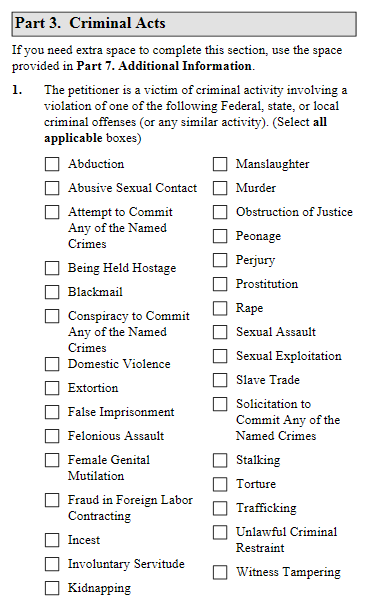 Part 3. Criminal Acts
If you need extra space to complete this section, use the space
provided in Part 7. Additional Information.
1. The petitioner is a victim of criminal activity involving a
violation of one of the following Federal, state, or local
criminal offenses (or any similar activity). (Select all
applicable boxes)
Abduction
Abusive Sexual Contact
Attempt to Commit
Any of the Named
Crimes
Being Held Hostage
Blackmail
Conspiracy to Commit
Any of the Named
Crimes
Domestic Violence
Extortion
False Imprisonment
Felonious Assault
Female Genital
Mutilation
Fraud in Foreign Labor
Contracting
Incest
Involuntary Servitude
Kidnapping
Manslaughter
Murder
Obstruction of Justice
Peonage
Perjury
Prostitution
Rape
Sexual Assault
Sexual Exploitation
Slave Trade
Solicitation to
Commit Any of the
Named Crimes
Stalking
Torture
Trafficking
Unlawful Criminal
Restraint
Witness Tampering